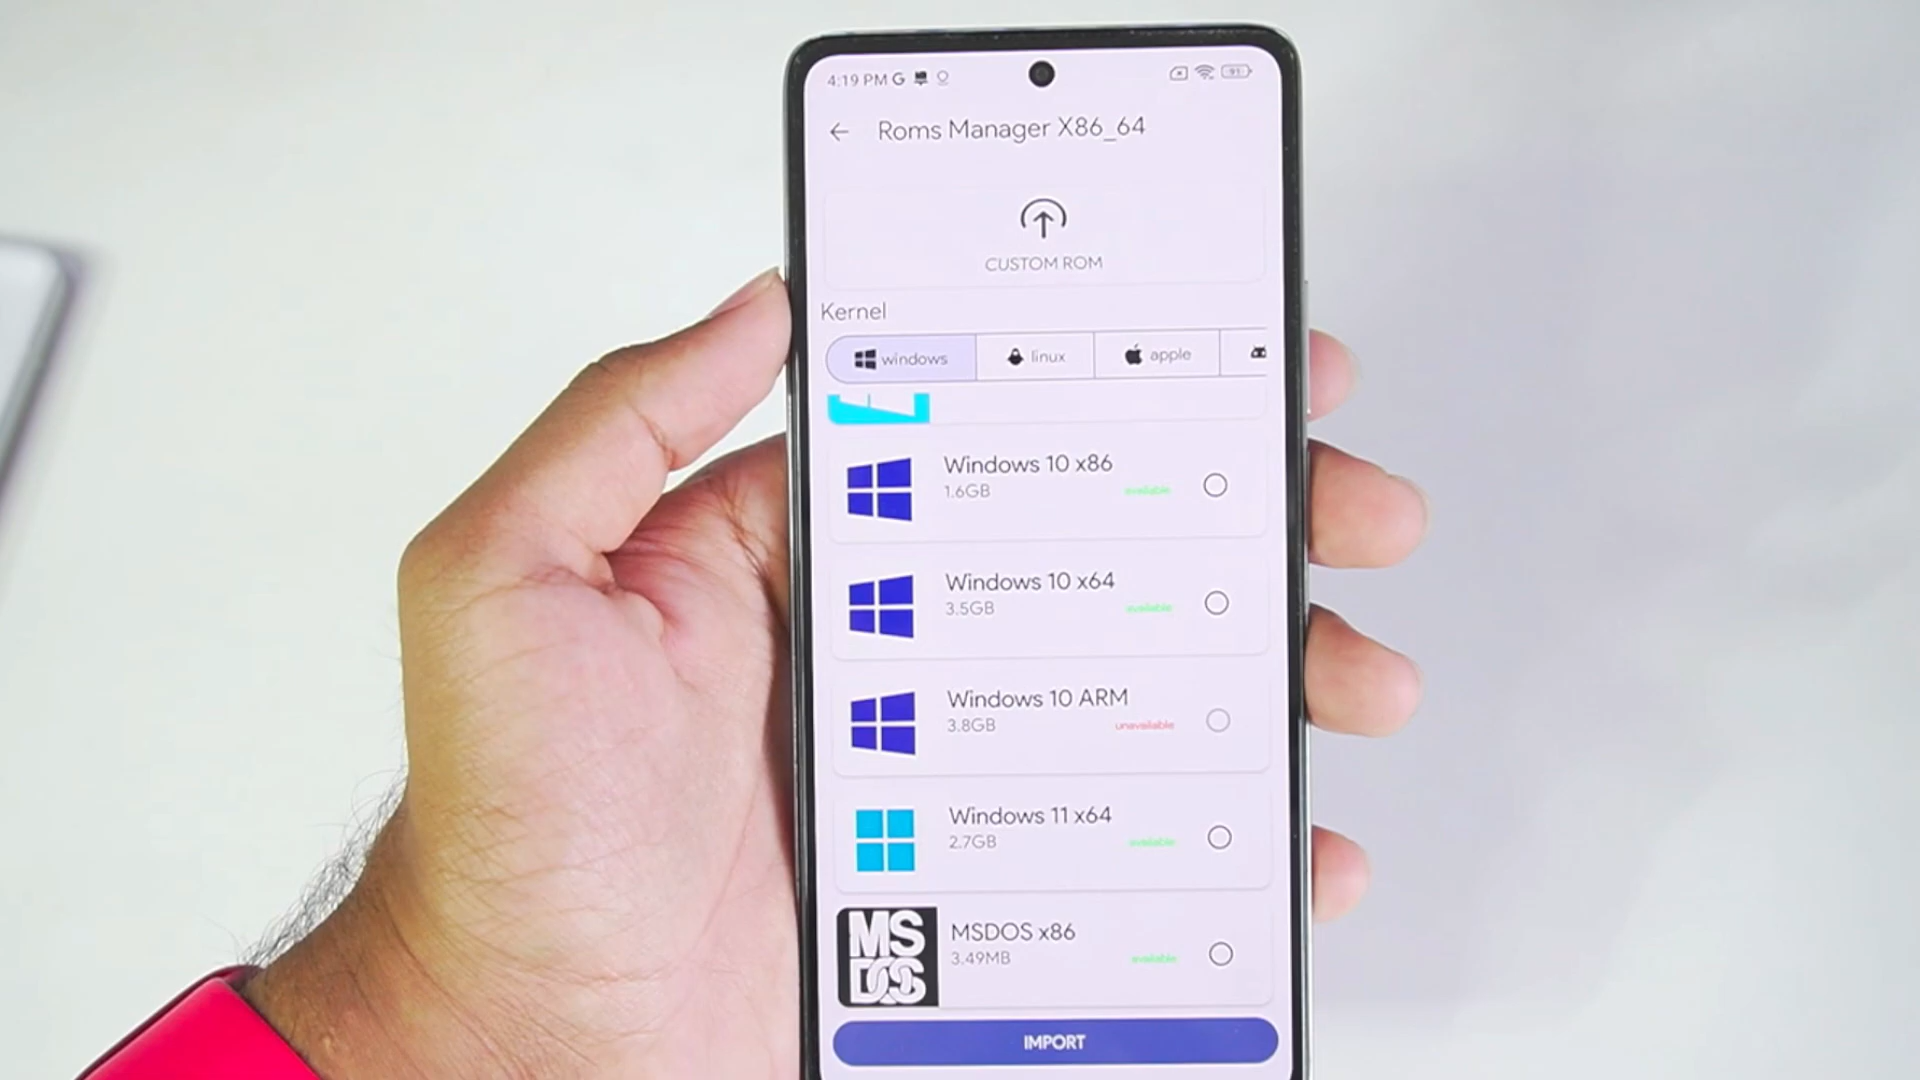 4:19 PM G
91
Roms Manager X86_64
CUSTOM ROM
Kernel
windows
linux
apple
Windows 10 x86
1.6GB
available
Windows 10 x64
3.5GB
available
Windows 10 ARM
3.8GB
unavailable
Windows 11 x64
2.7GB
available
MS
DOS
MSDOS x86
3.49MB
available
IMPORT